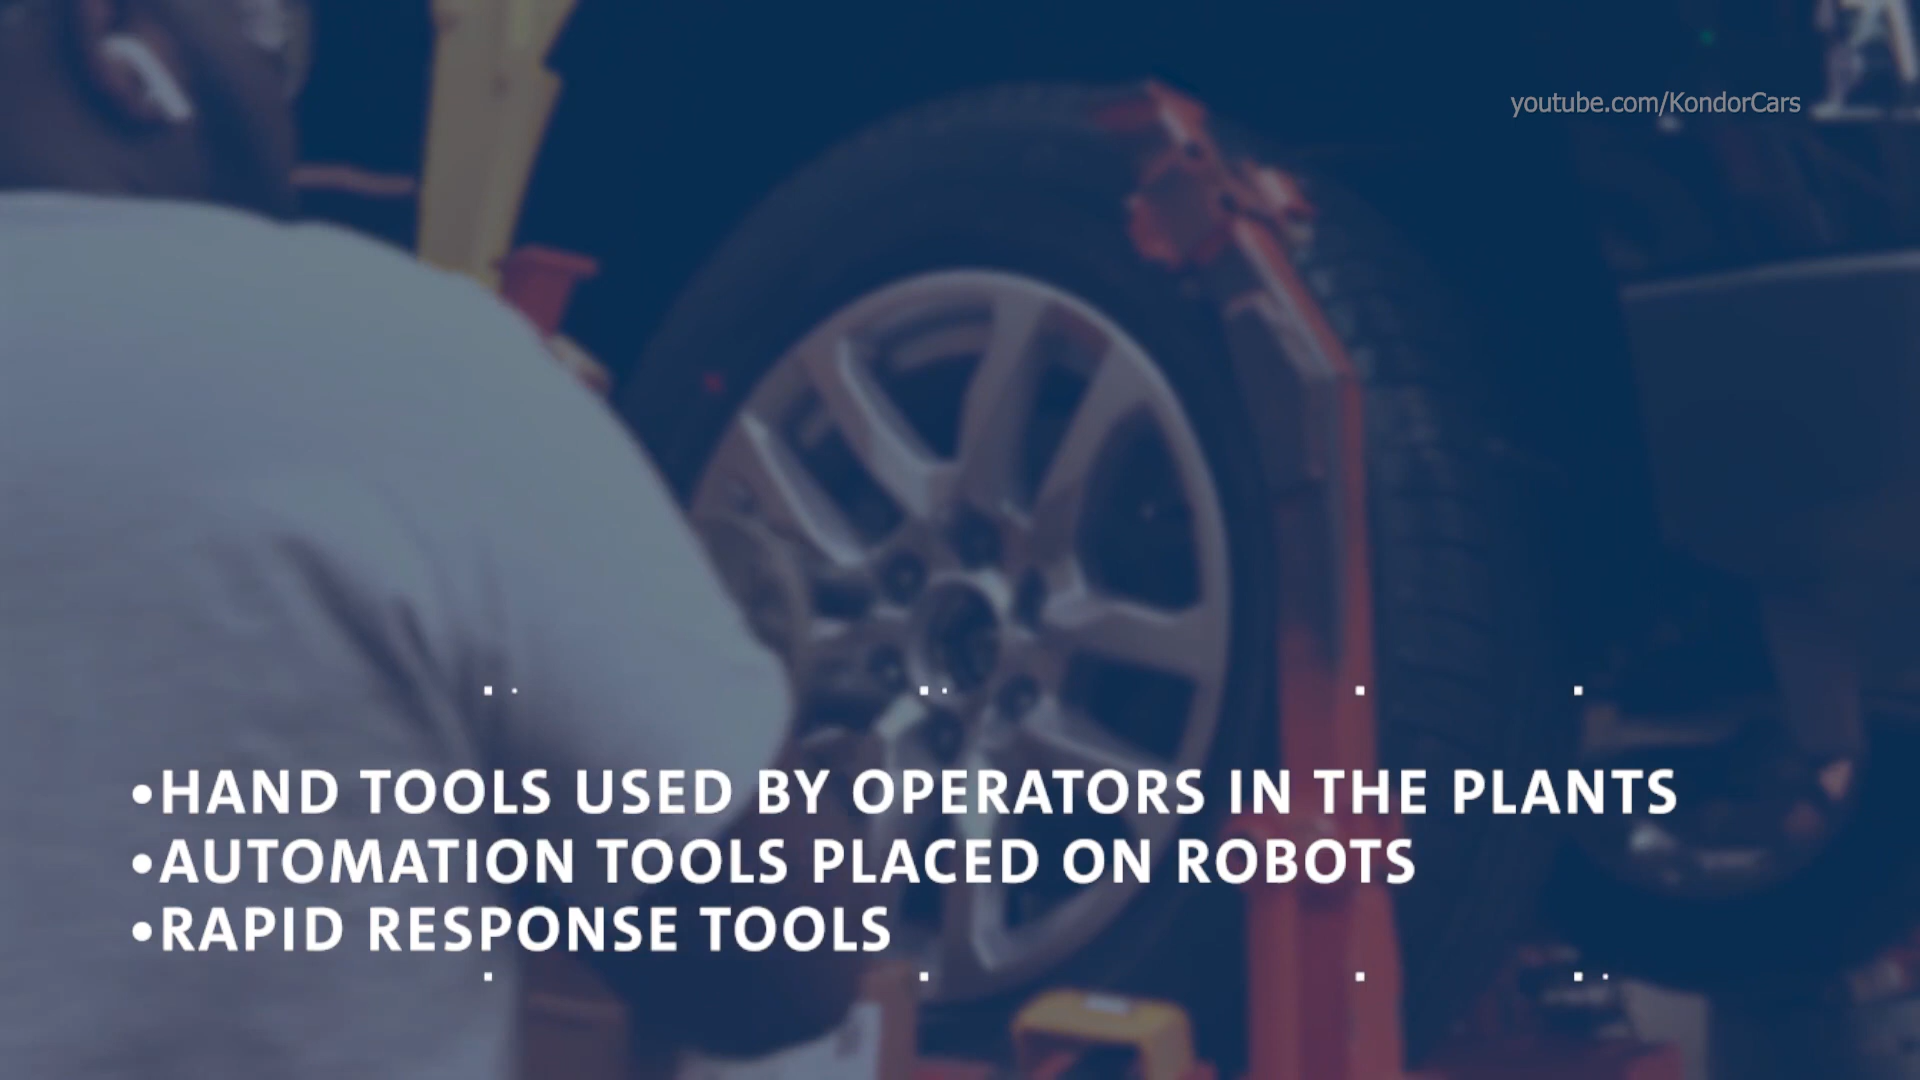 youtube.com/KondorCars
•HAND TOOLS USED BY OPERATORS IN THE PLANTS
•AUTOMATION TOOLS PLACED ON ROBOTS
•RAPID RESPONSE TOOLS